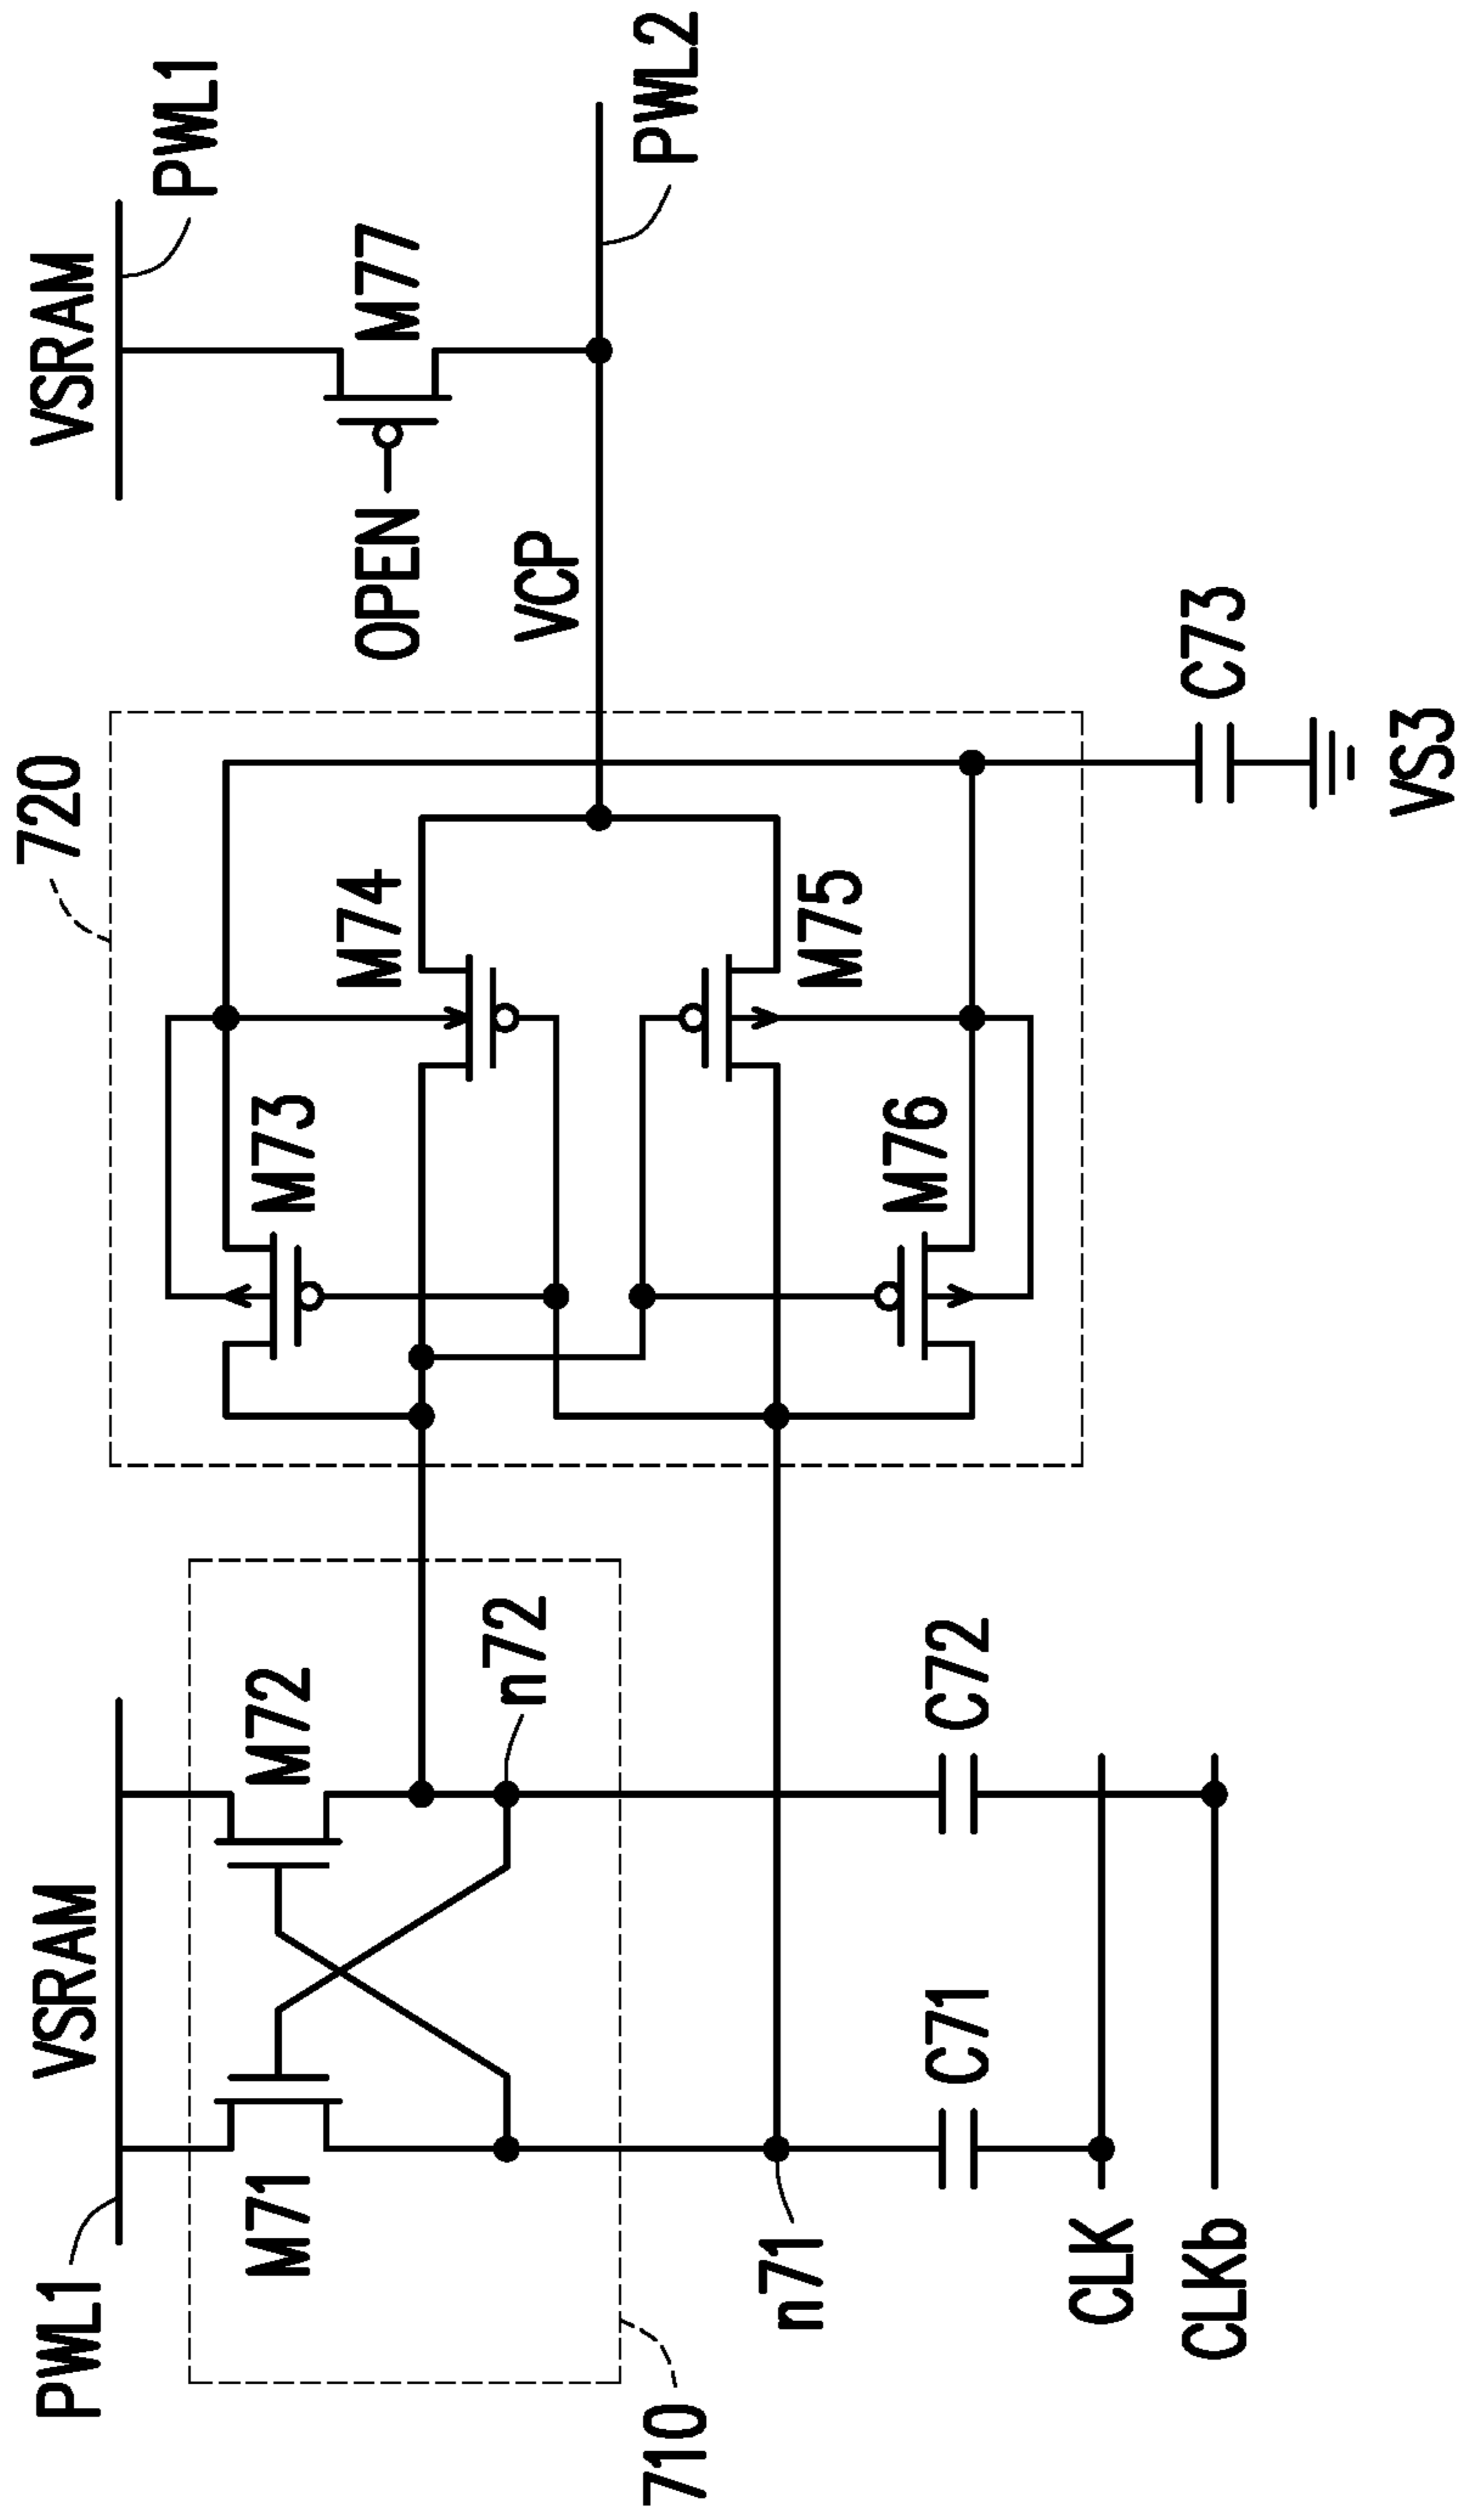 PWL1
VSRAM
VSRAM
PWL1
720
M71
M72
M73
M74
M77
OPEN
VCP
PWL2
710
n72
n71
M75
M76
C71
C72
C73
CLK
CLKb
VS3